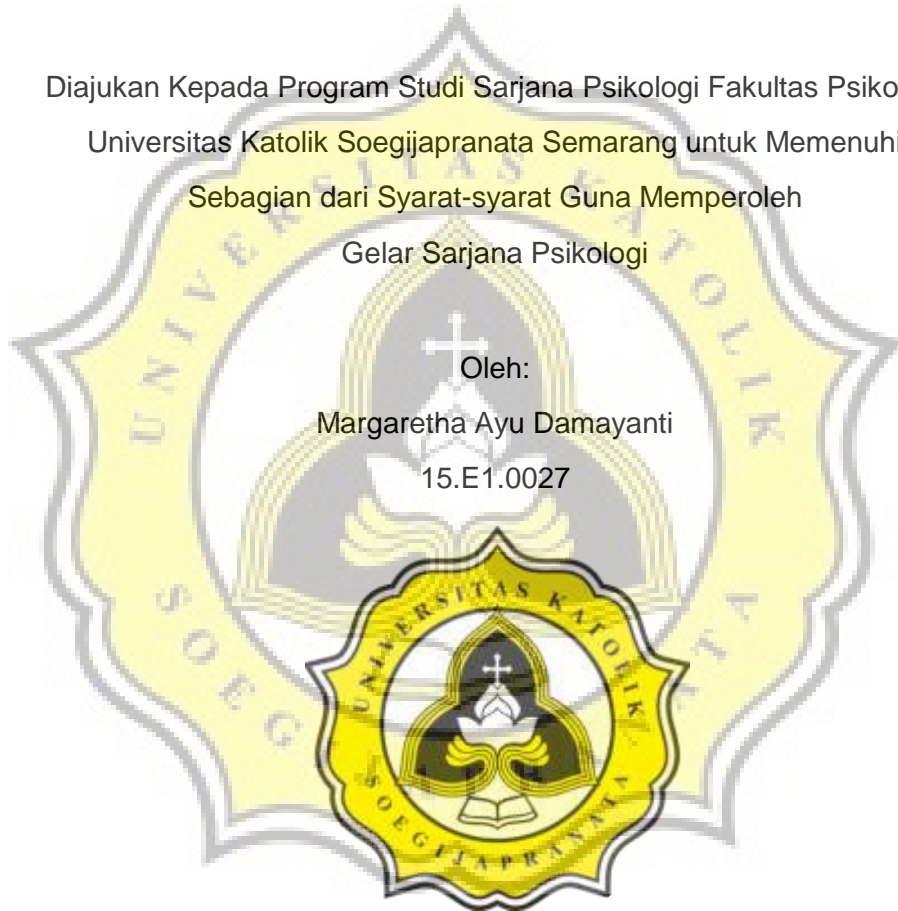 Diajukan Kepada Program Studi Sarjana Psikologi Fakultas Psiko
Universitas Katolik Soegijapranata Semarang untuk Memenuhi
Sebagian dari Syarat-syarat Guna Memperoleh
Gelar Sarjana Psikologi
Oleh:
Margaretha Ayu Damayanti
15.E1.0027
UNIVERSITAS KATOLIK
SOEGIJAPRANATA